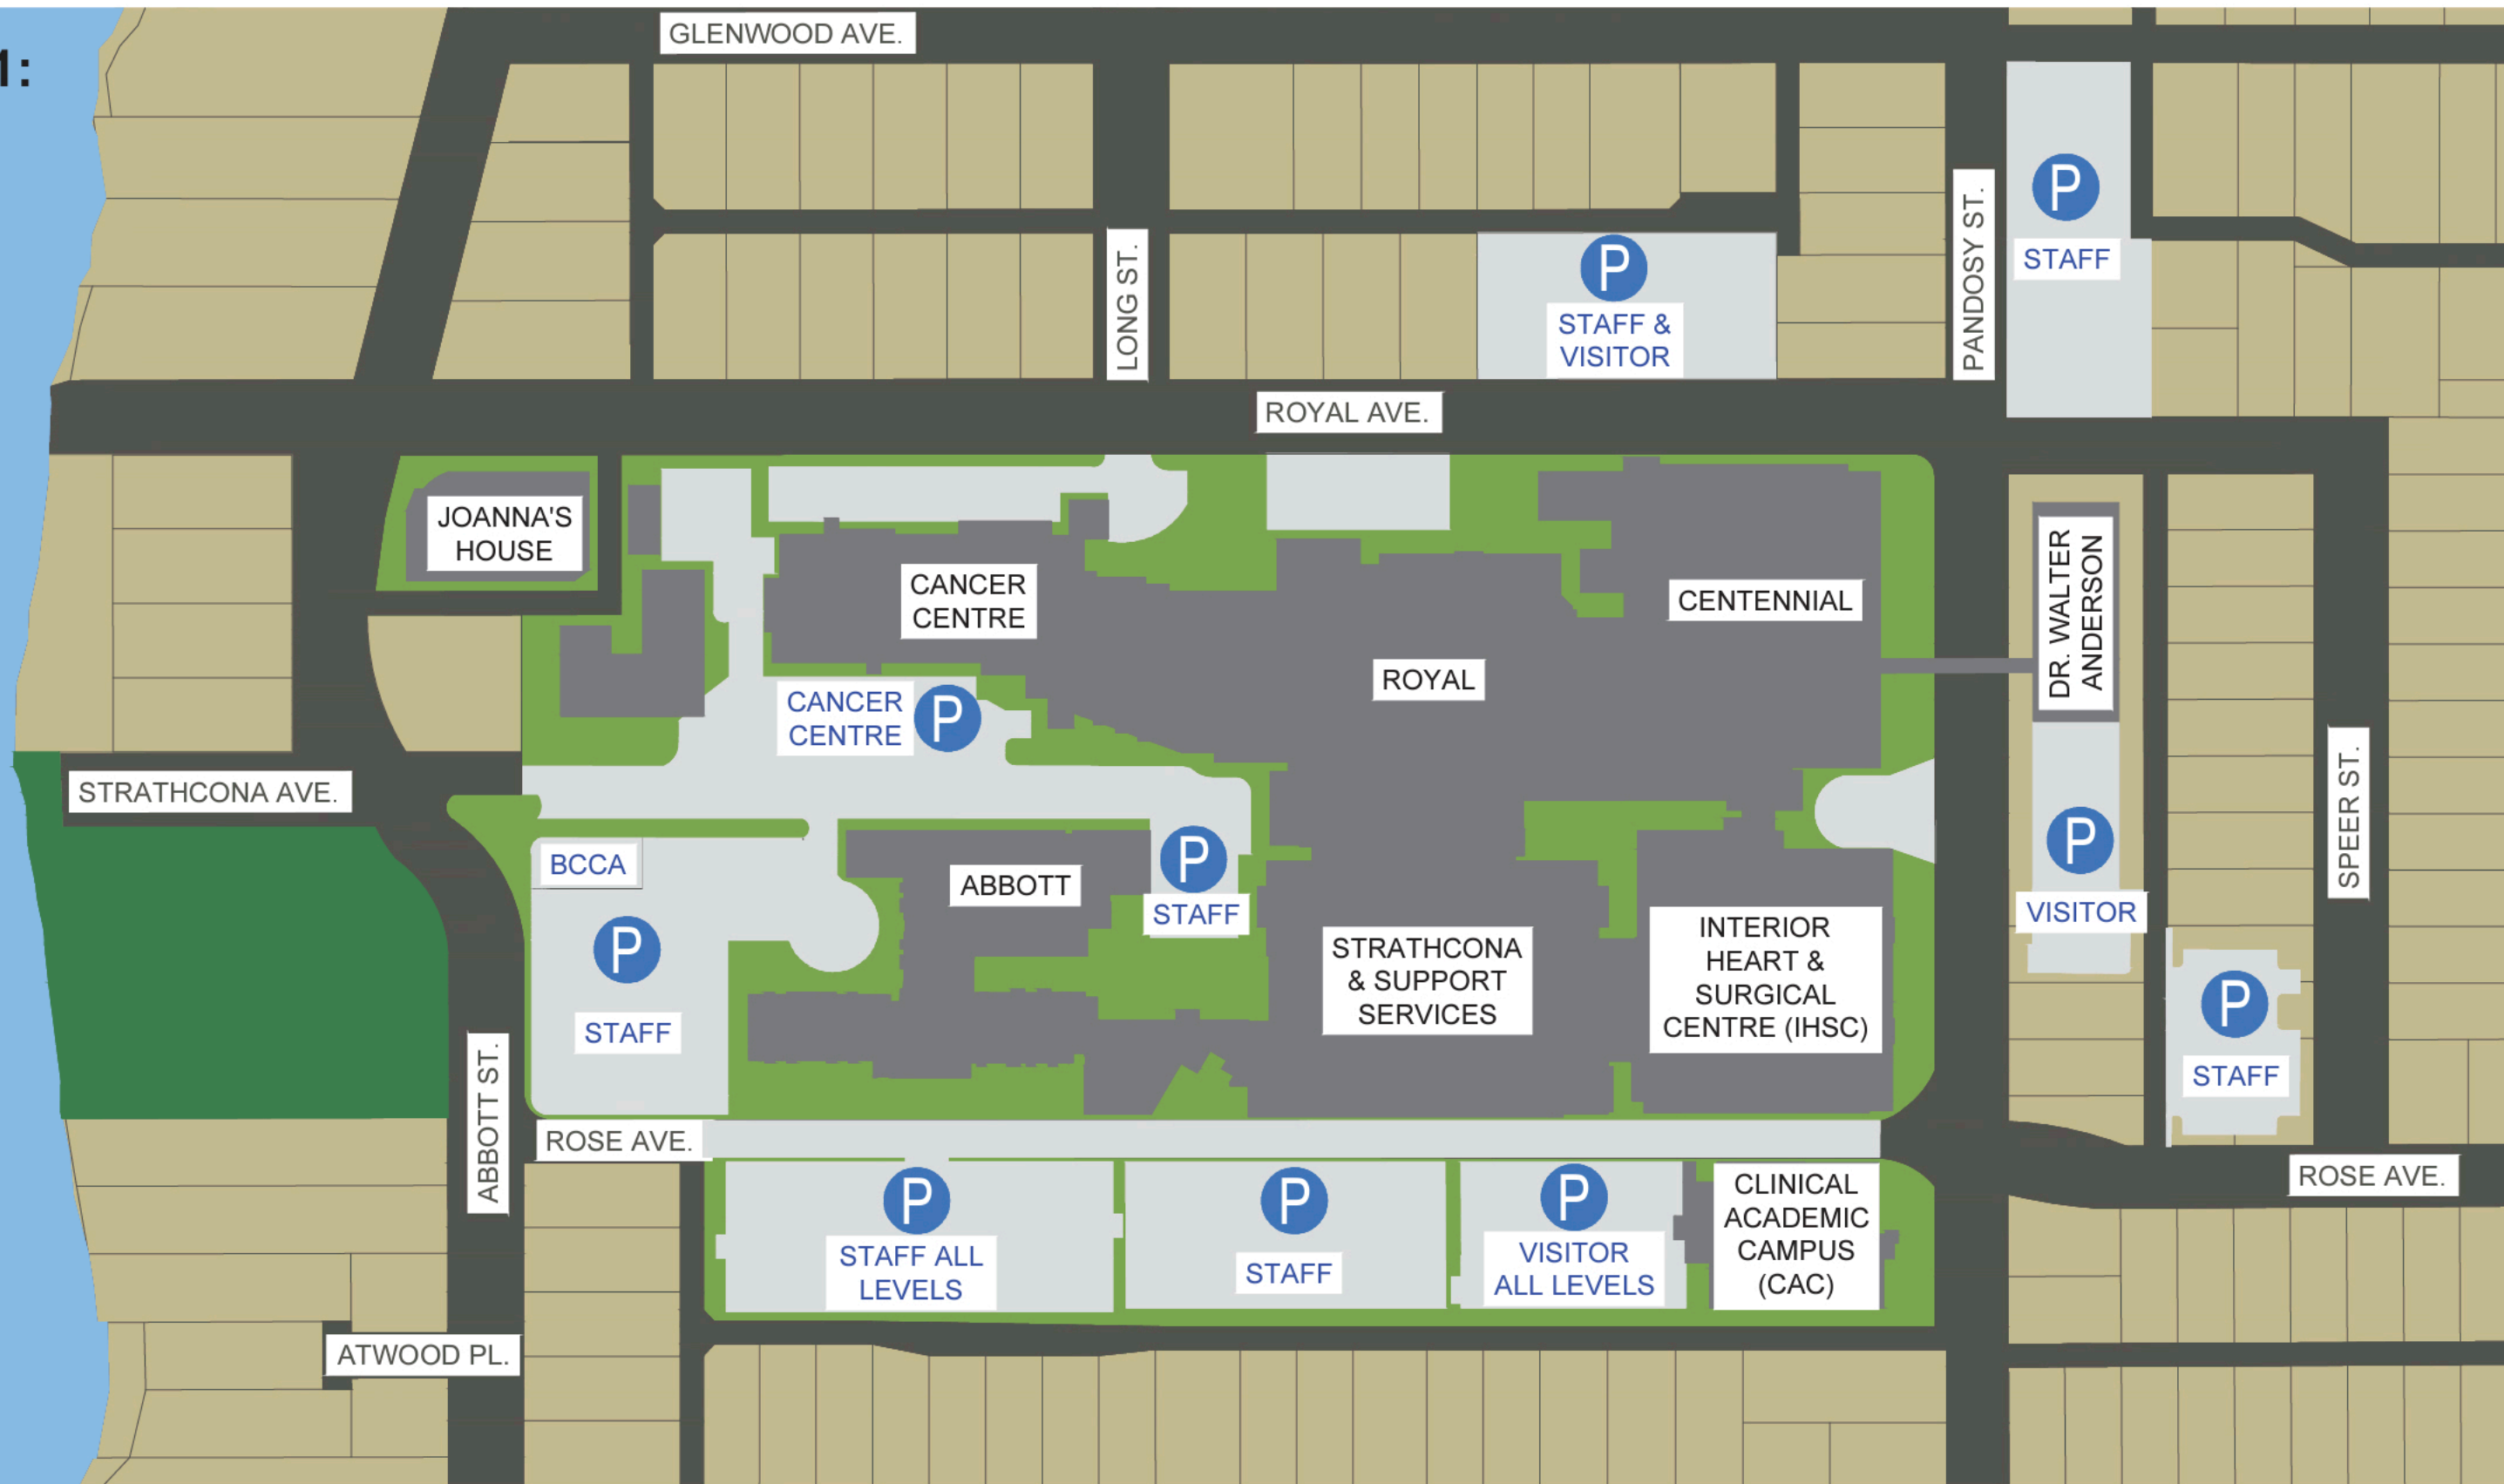 M:
GLENWOOD AVE.
LONG ST.
P
STAFF &
VISITOR
PANDOSY ST.
P
STAFF
ROYAL AVE.
JOANNA'S
HOUSE
CANCER
CENTRE
CENTENNIAL
DR. WALTER
ANDERSON
ROYAL
CANCER
CENTRE
P
STRATHCONA AVE.
BCCA
P
STAFF
ABBOTT
P
STAFF
STRATHCONA
& SUPPORT
SERVICES
INTERIOR
HEART &
SURGICAL
CENTRE (IHSC)
P
VISITOR
SPEER ST.
P
STAFF
ABBOTT ST.
ROSE AVE.
P
STAFF ALL
LEVELS
P
STAFF
P
VISITOR
ALL LEVELS
CLINICAL
ACADEMIC
CAMPUS
(CAC)
ROSE AVE.
ATWOOD PL.